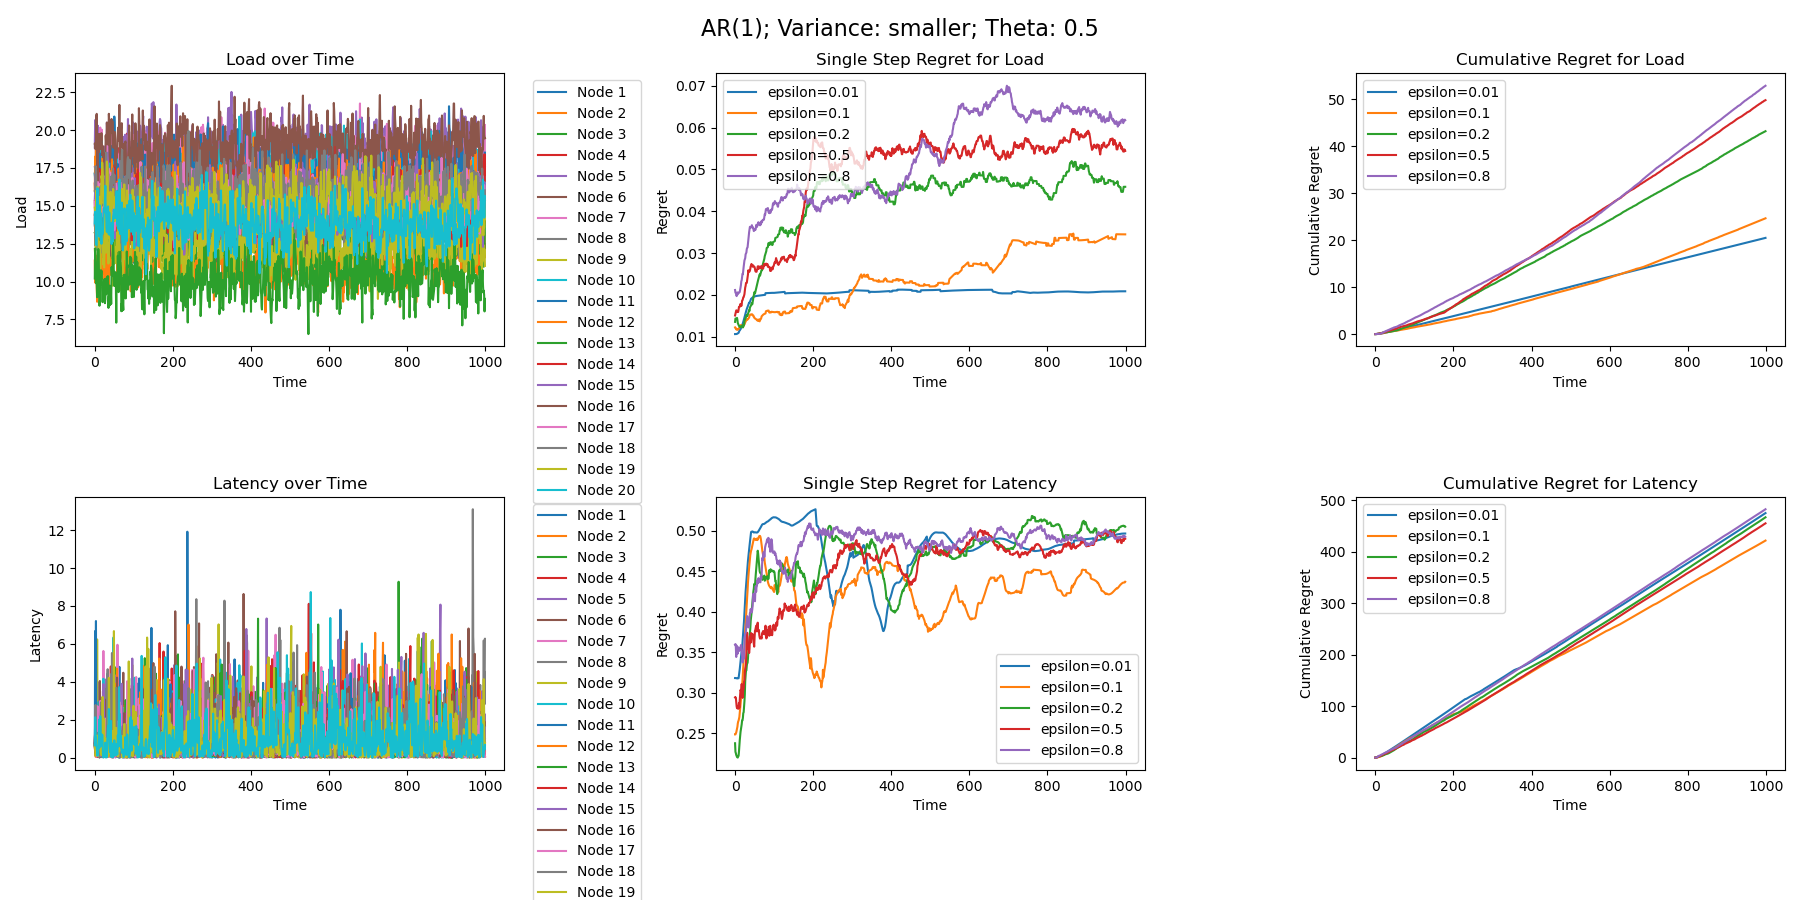 AR(1); Variance: smaller; Theta: 0.5
Load over Time
22.5
20.0
17.5
15.0
12.5
10.0
7.5
Load
0 200 400 600 800 1000
Time
Node 1
Node 2
Node 3
Node 4
Node 5
Node 6
Node 7
Node 8
Node 9
Node 10
Node 11
Node 12
Node 13
Node 14
Node 15
Node 16
Node 17
Node 18
Node 19
Node 20
Single Step Regret for Load
0.07
0.06
0.05
0.04
0.03
0.02
0.01
Regret
epsilon=0.01
epsilon=0.1
epsilon=0.2
epsilon=0.5
epsilon=0.8
0 200 400 600 800 1000
Time
Cumulative Regret for Load
50
40
30
20
10
0
Cumulative Regret
epsilon=0.01
epsilon=0.1
epsilon=0.2
epsilon=0.5
epsilon=0.8
0 200 400 600 800 1000
Time
Latency over Time
12
10
8
6
4
2
0
Latency
0 200 400 600 800 1000
Time
Node 1
Node 2
Node 3
Node 4
Node 5
Node 6
Node 7
Node 8
Node 9
Node 10
Node 11
Node 12
Node 13
Node 14
Node 15
Node 16
Node 17
Node 18
Node 19
Single Step Regret for Latency
0.50
0.45
0.40
0.35
0.30
0.25
Regret
epsilon=0.01
epsilon=0.1
epsilon=0.2
epsilon=0.5
epsilon=0.8
0 200 400 600 800 1000
Time
Cumulative Regret for Latency
500
400
300
200
100
0
Cumulative Regret
epsilon=0.01
epsilon=0.1
epsilon=0.2
epsilon=0.5
epsilon=0.8
0 200 400 600 800 1000
Time